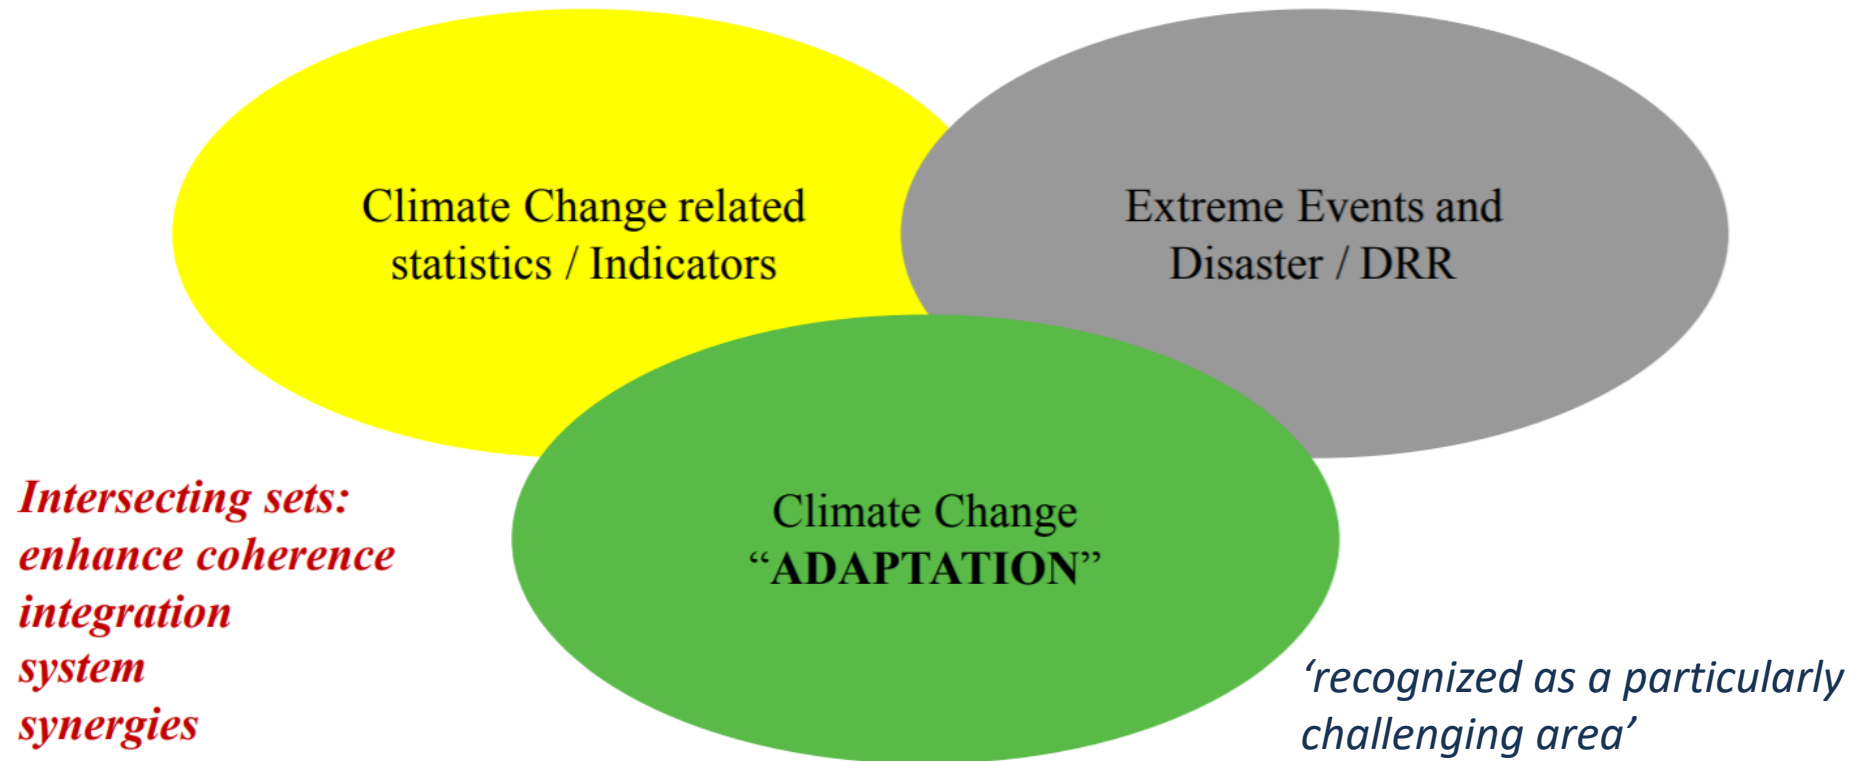 Climate Change related
statistics / Indicators
Extreme Events and
Disaster / DRR
Climate Change
“ADAPTATION”
Intersecting sets:
enhance coherence
integration
system
synergies
‘recognized as a particularly
challenging area’